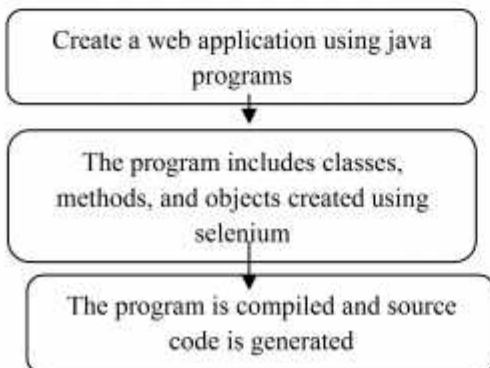 Create a web application using java
programs
The program includes classes,
methods, and objects created using
selenium
The program is compiled and source
code is generated